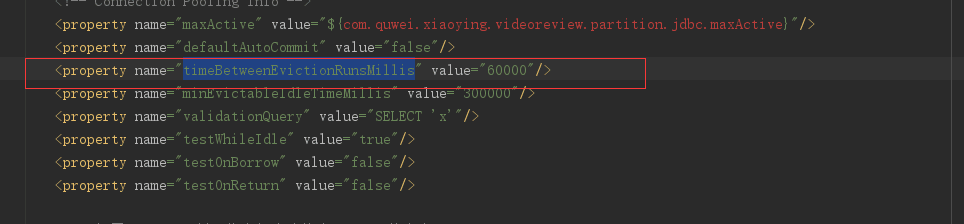 <!-- Connection Pooling Info -->
<property name="maxActive" value="${com.quwei.xiaoying.videoreview.partition.jdbc.maxActive}"/>
<property name="defaultAutoCommit" value="false"/>
<property name="timeBetweenEvictionRunsMillis" value="60000"/>
<property name="minEvictableIdleTimeMillis" value="300000"/>
<property name="validationQuery" value="SELECT 'x'"/>
<property name="testWhileIdle" value="true"/>
<property name="testOnBorrow" value="false"/>
<property name="testOnReturn" value="false"/>